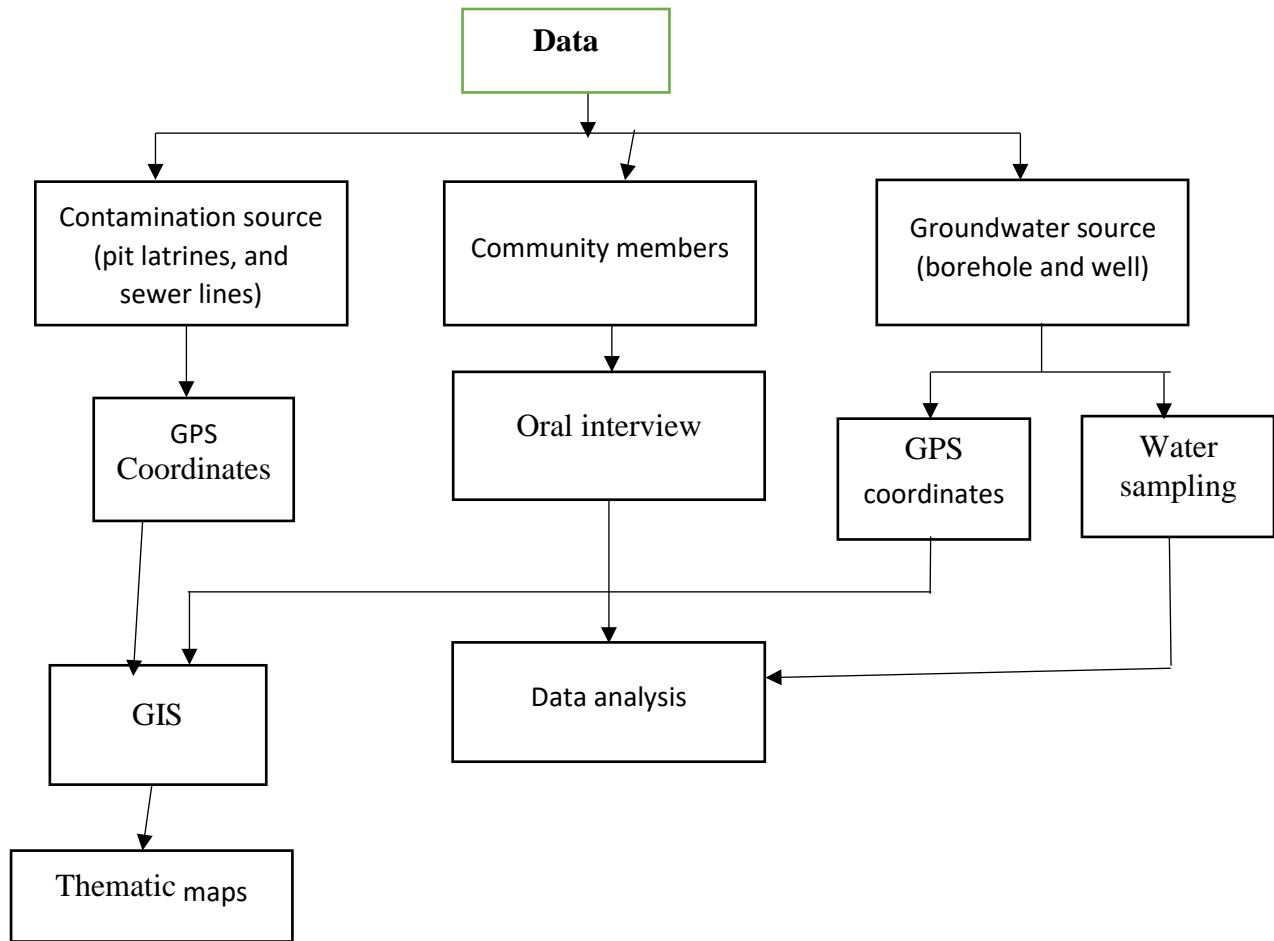 Data
Contamination source
(pit latrines, and
sewer lines)
Community members
Groundwater source
(borehole and well)
GPS
Coordinates
Oral interview
GPS
coordinates
Water
sampling
GIS
Data analysis
Thematic maps